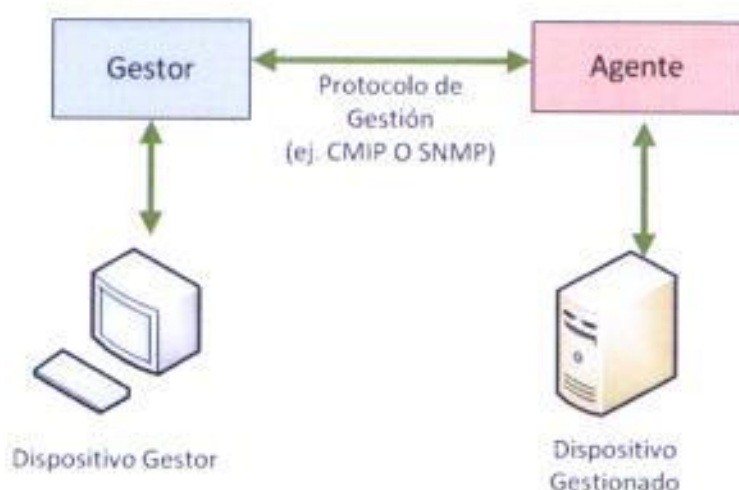 Gestor
Agente
Protocolo de
Gestión
(ej. CMIP O SNMP)
Dispositivo Gestor
Dispositivo
Gestionado